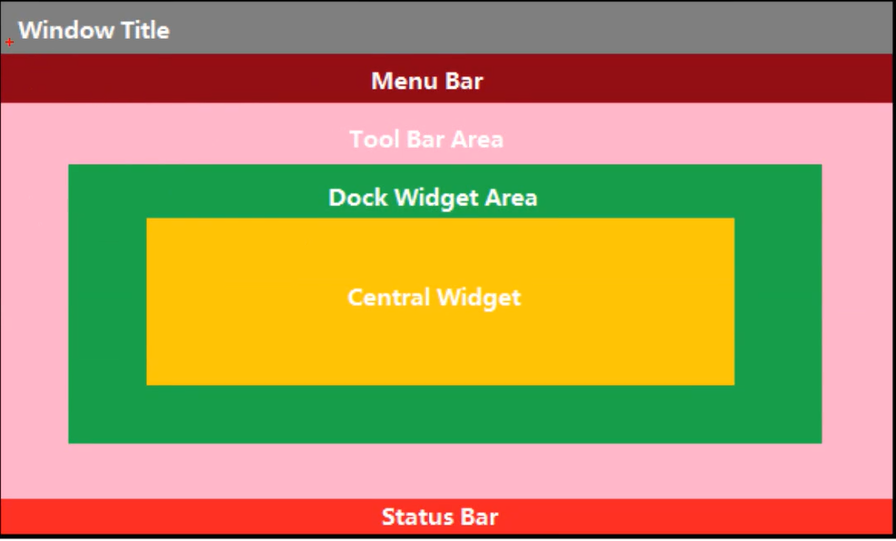 Window Title
Menu Bar
Tool Bar Area
Dock Widget Area
Central Widget
Status Bar